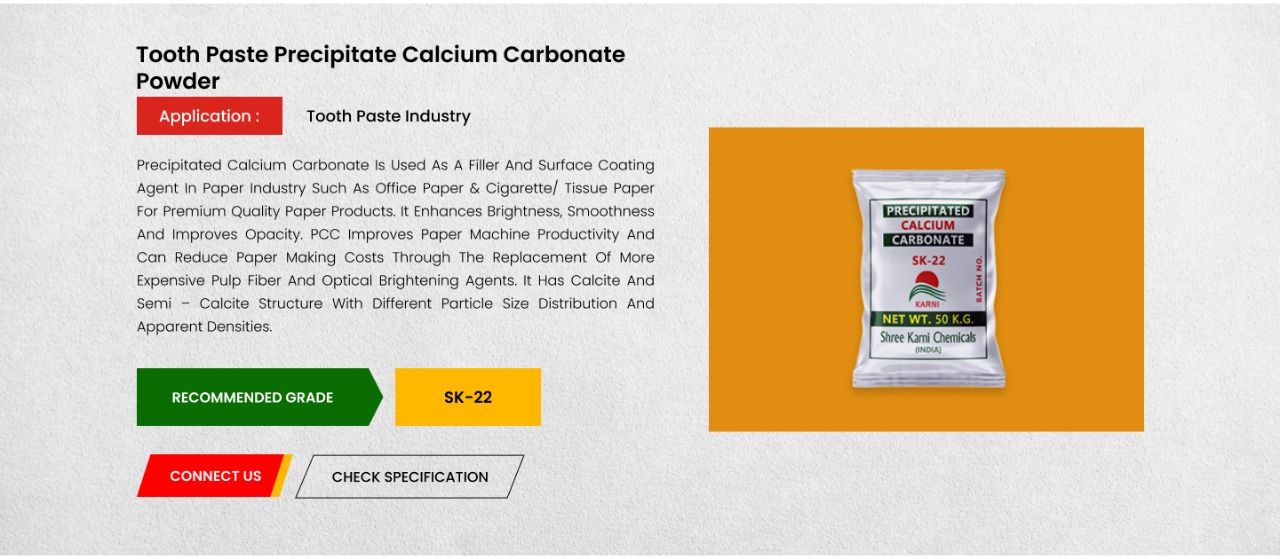 Tooth Paste Precipitate Calcium Carbonate
Powder
Application :
Tooth Paste Industry
Precipitated Calcium Carbonate Is Used As A Filler And Surface Coating
Agent In Paper Industry Such As Office Paper & Cigarette/ Tissue Paper
For Premium Quality Paper Products. It Enhances Brightness, Smoothness
And Improves Opacity. PCC Improves Paper Machine Productivity And
Can Reduce Paper Making Costs Through The Replacement Of More
Expensive Pulp Fiber And Optical Brightening Agents. It Has Calcite And
Semi – Calcite Structure With Different Particle Size Distribution And
Apparent Densities.
RECOMMENDED GRADE
SK-22
CONNECT US
CHECK SPECIFICATION
PRECIPITATED
CALCIUM
CARBONATE
SK-22
BATCH NO.
KARNI
NET WT. 50 K.G.
Shree Karni Chemicals
(INDIA)